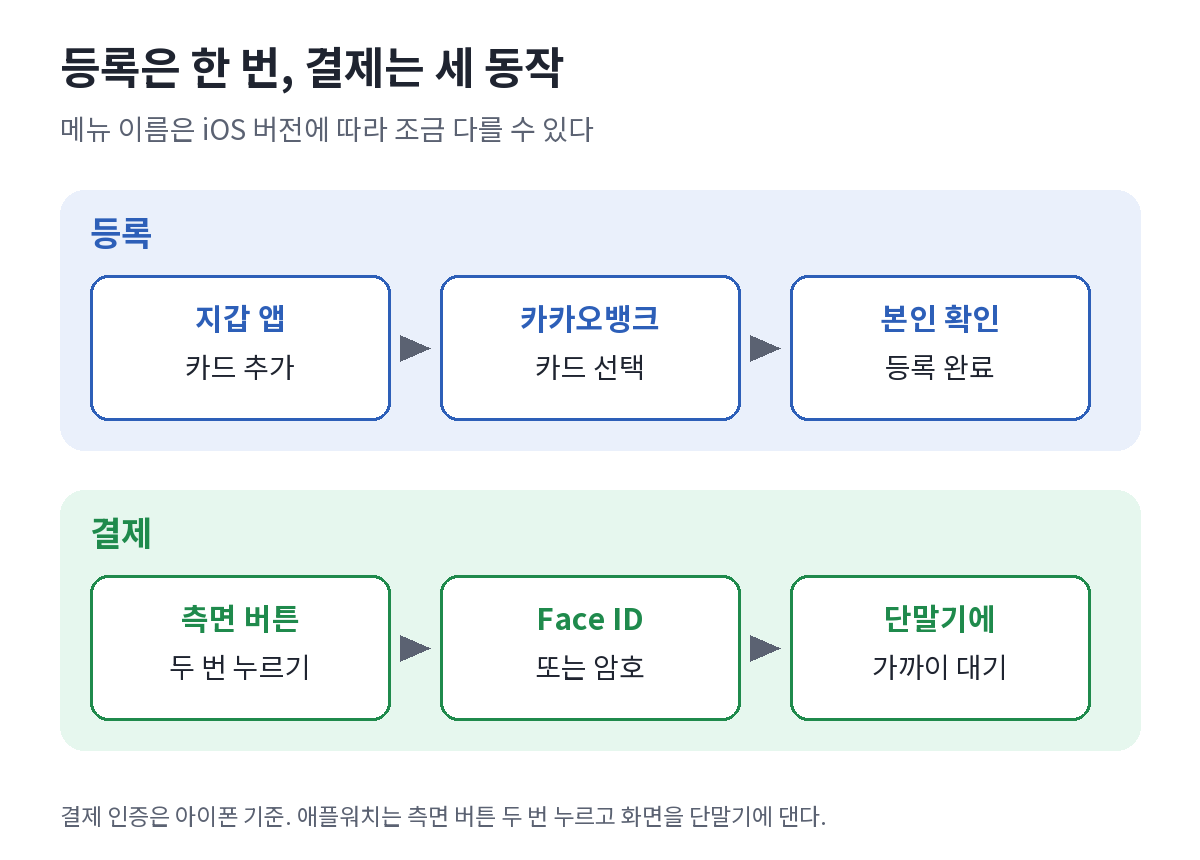 등록은 한 번, 결제는 세 동작
메뉴 이름은 iOS 버전에 따라 조금 다를 수 있다
등록
지갑 앱
카드 추가
카카오뱅크
카드 선택
본인 확인
등록 완료
결제
측면 버튼
두 번 누르기
Face ID
또는 암호
단말기에
가까이 대기
결제 인증은 아이폰 기준. 애플워치는 측면 버튼 두 번 누르고 화면을 단말기에 댄다.